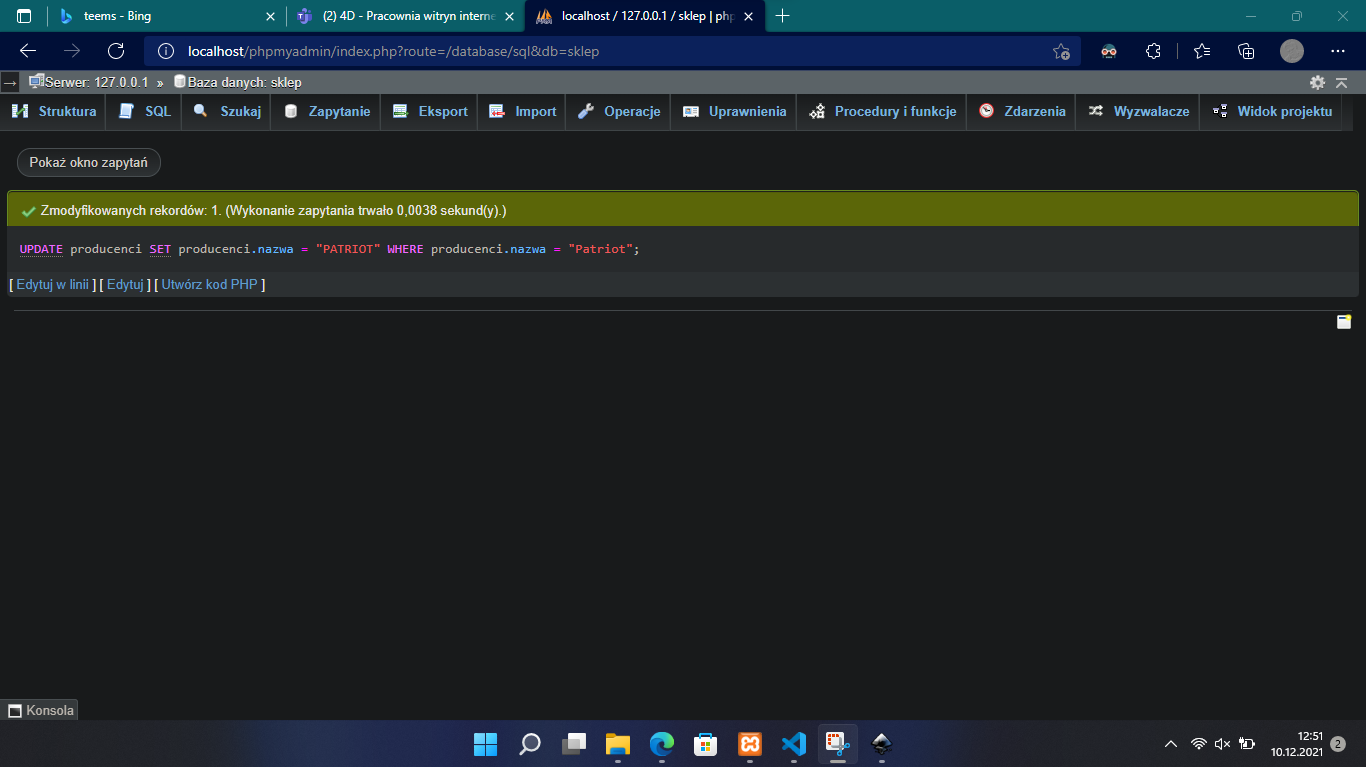 teems - Bing
(2) 4D - Pracownia witryn interne
localhost / 127.0.0.1 / sklep | php
localhost/phpmyadmin/index.php?route=/database/sql&db=sklep
Serwer: 127.0.0.1 » Baza danych: sklep
Struktura SQL Szukaj Zapytanie Eksport Import Operacje Uprawnienia Procedury i funkcje Zdarzenia Wyzwalacze Widok projektu
Pokaż okno zapytań
Zmodyfikowanych rekordów: 1. (Wykonanie zapytania trwało 0,0038 sekund(y).)
UPDATE producenci SET producenci.nazwa = "PATRIOT" WHERE producenci.nazwa = "Patriot";
[ Edytuj w linii ] [ Edytuj ] [ Utwórz kod PHP ]
Konsola
12:51
10.12.2021
2